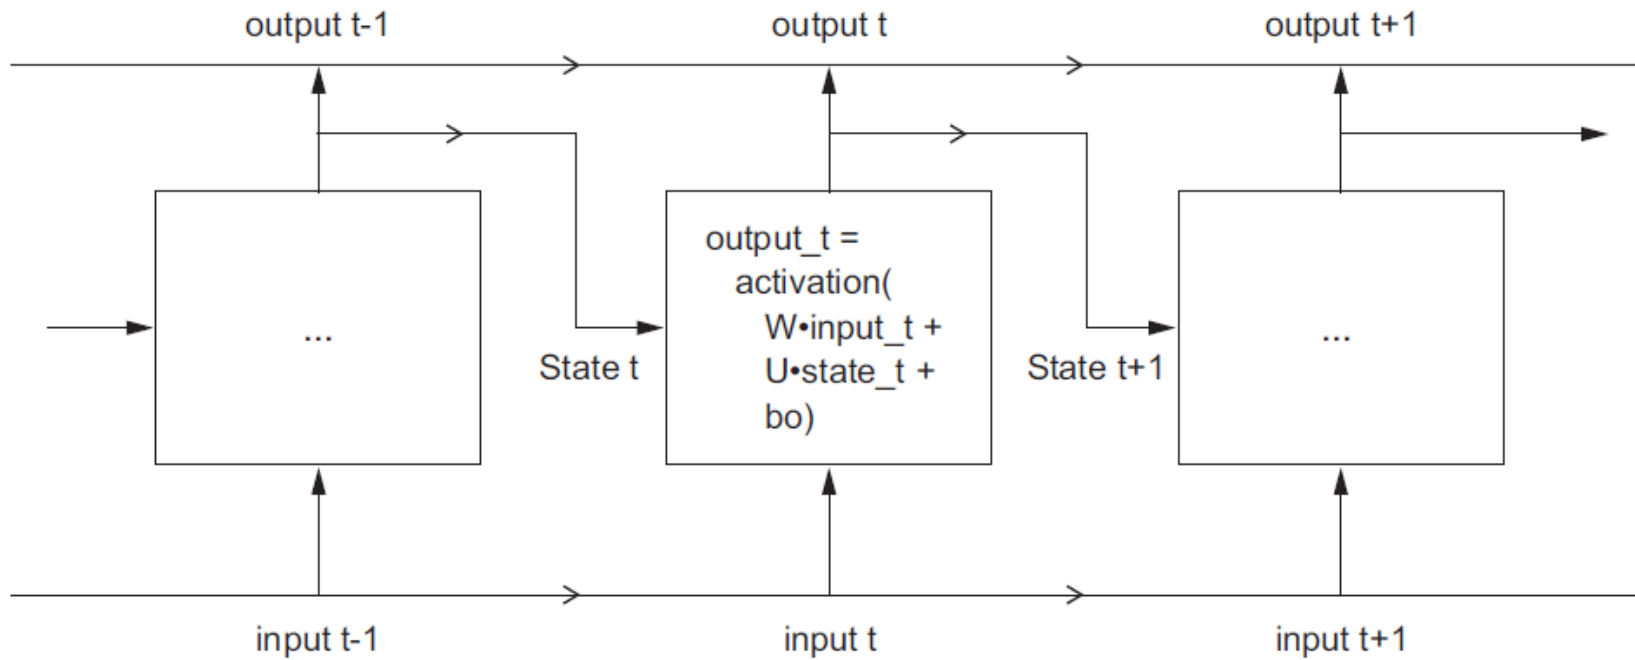 output t-1
output t
output t+1
output_t =
activation(
W•input_t +
U•state_t +
bo)
...
...
State t
State t+1
input t-1
input t
input t+1